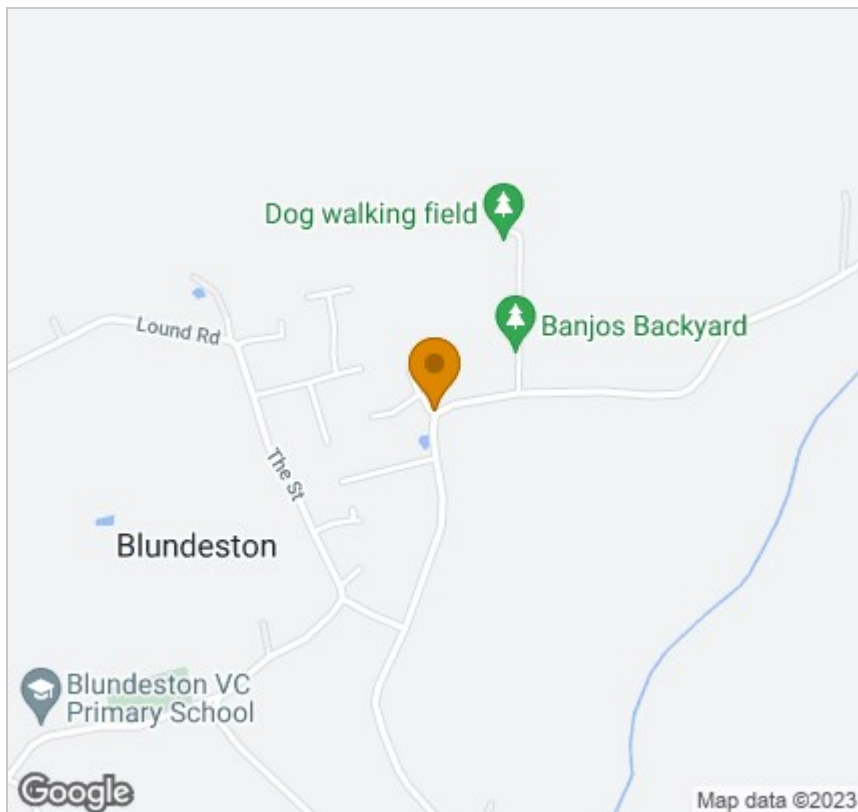 Dog walking field
Banjos Backyard
Lound Rd
The St
Blundeston
Blundeston VC
Primary School
Google
Map data ©2023